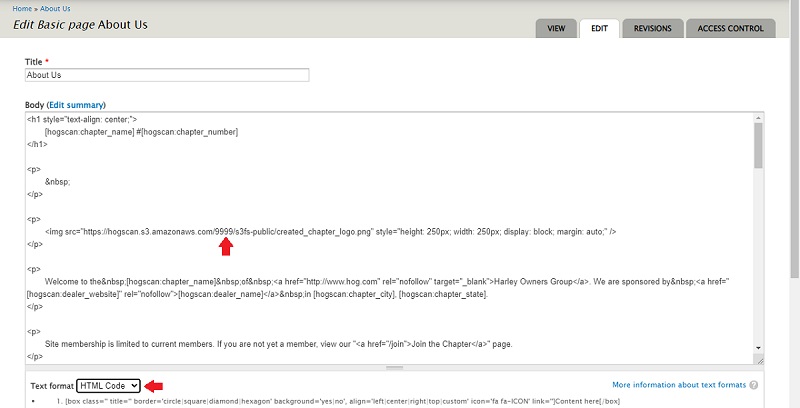 Home » About Us
Edit Basic page About Us
VIEW EDIT REVISIONS ACCESS CONTROL
Title *
About Us
Body (Edit summary)
<h1 style="text-align: center;">
[hogscan:chapter_name] #[hogscan:chapter_number]
</h1>
<p>
&nbsp;
</p>
<p>
<img src="https://hogscan.s3.amazonaws.com/9999/s3fs-public/created_chapter_logo.png" style="height: 250px; width: 250px; display: block; margin: auto;" />
</p>
<p>
Welcome to the&nbsp;[hogscan:chapter_name]&nbsp;of&nbsp;<a href="http://www.hog.com" rel="nofollow" target="_blank">Harley Owners Group</a>. We are sponsored by&nbsp;<a href="
[hogscan:dealer_website]" rel="nofollow">[hogscan:dealer_name]</a>&nbsp;in [hogscan:chapter_city], [hogscan:chapter_state].
</p>
<p>
Site membership is limited to current members. If you are not yet a member, view our "<a href="/join">Join the Chapter</a>" page.
</p>
Text format HTML Code
More information about text formats ?
1. [box class='' title='' border='circle|square|diamond|hexagon' background='yes|no', align='left|center|right|top|custom' icon='fa fa-ICON' link='']Content here[/box]